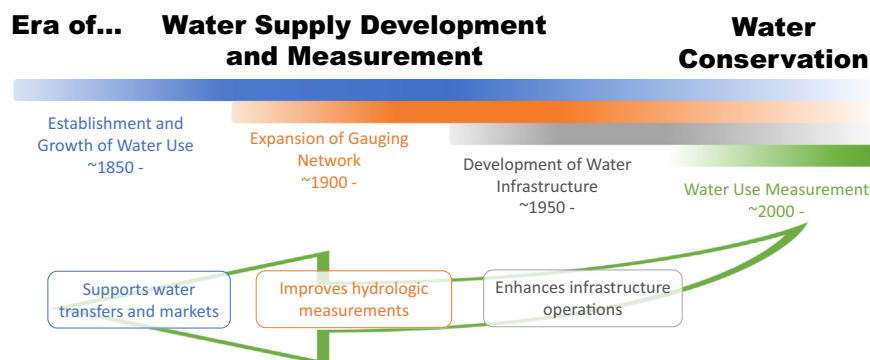 Era of...
Water Supply Development
and Measurement
Water
Conservation
Establishment and
Growth of Water Use
~1850 -
Expansion of Gauging
Network
~1900 -
Development of Water
Infrastructure
~1950 -
Water Use Measurement
~2000 -
Supports water
transfers and markets
Improves hydrologic
measurements
Enhances infrastructure
operations